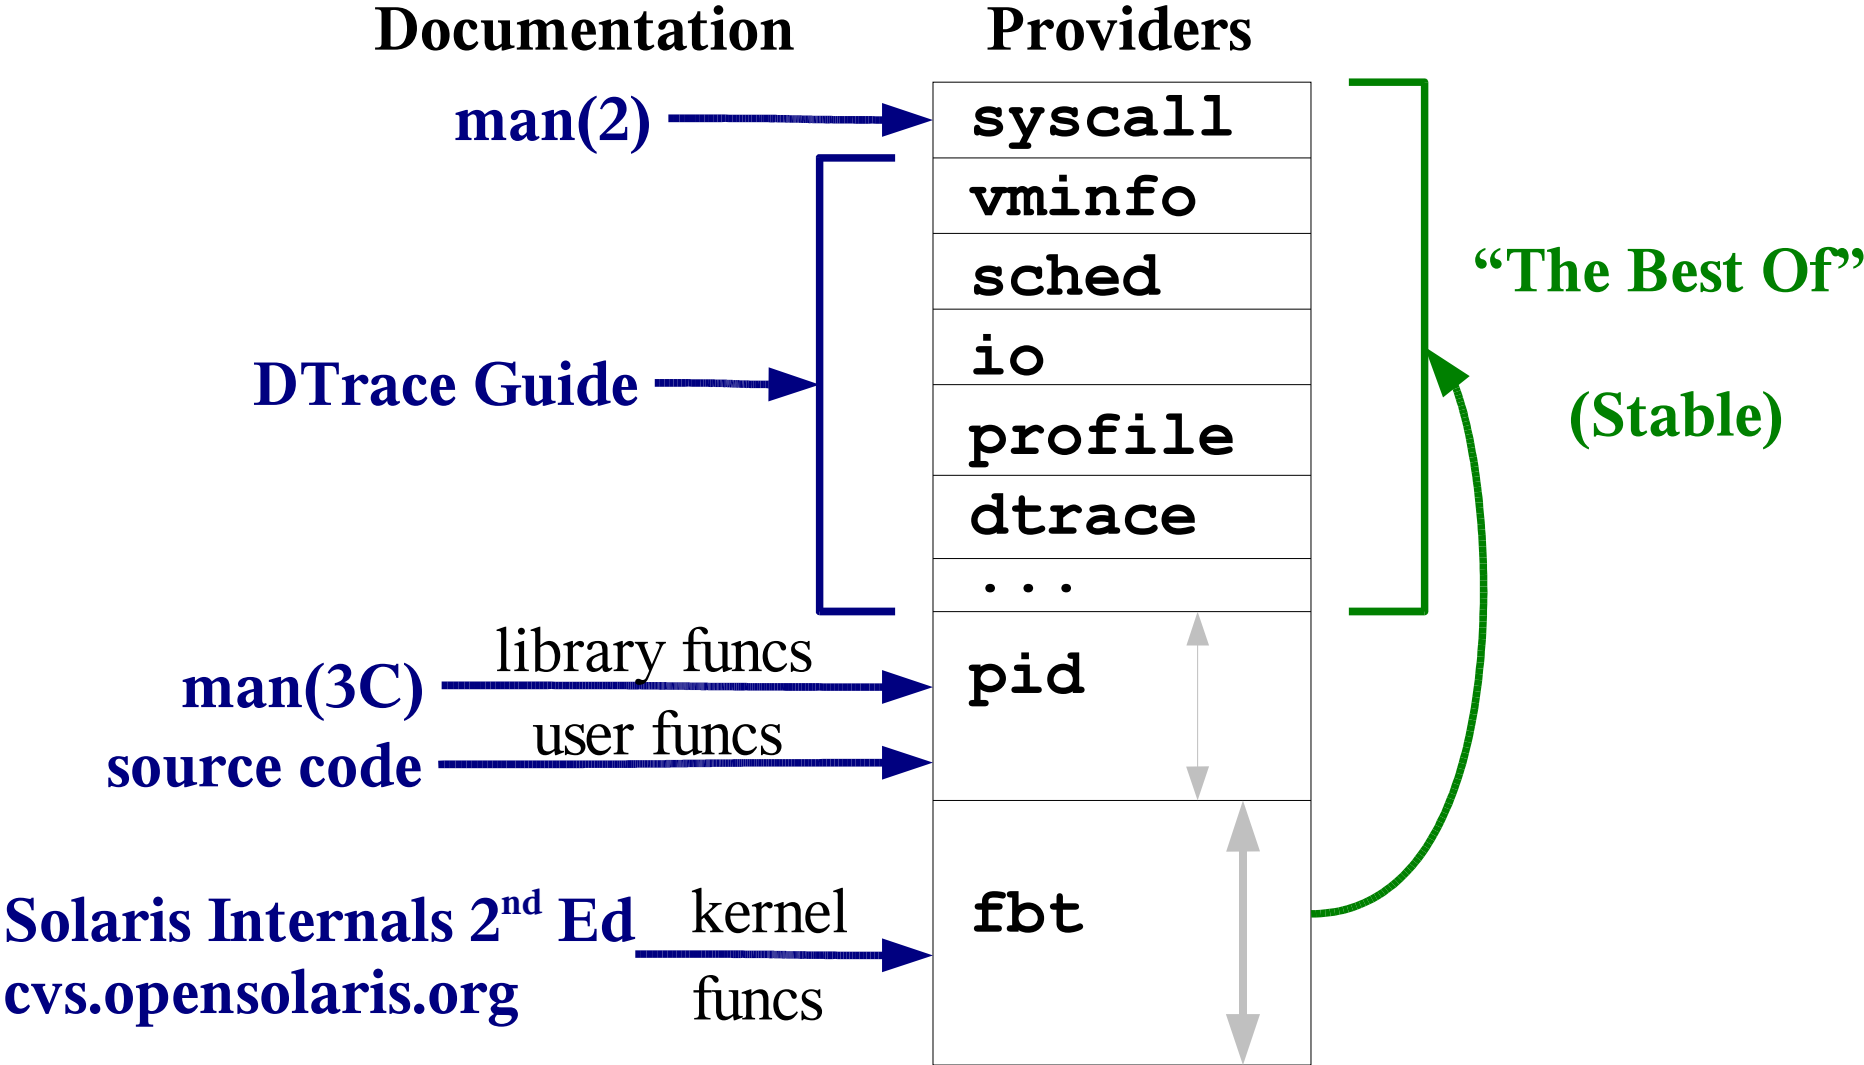 Documentation
Providers
man(2)
syscall
vminfo
sched
io
profile
dtrace
...
DTrace Guide
“The Best Of”
(Stable)
library funcs
man(3C)
pid
user funcs
source code
Solaris Internals 2nd Ed
cvs.opensolaris.org
kernel
funcs
fbt